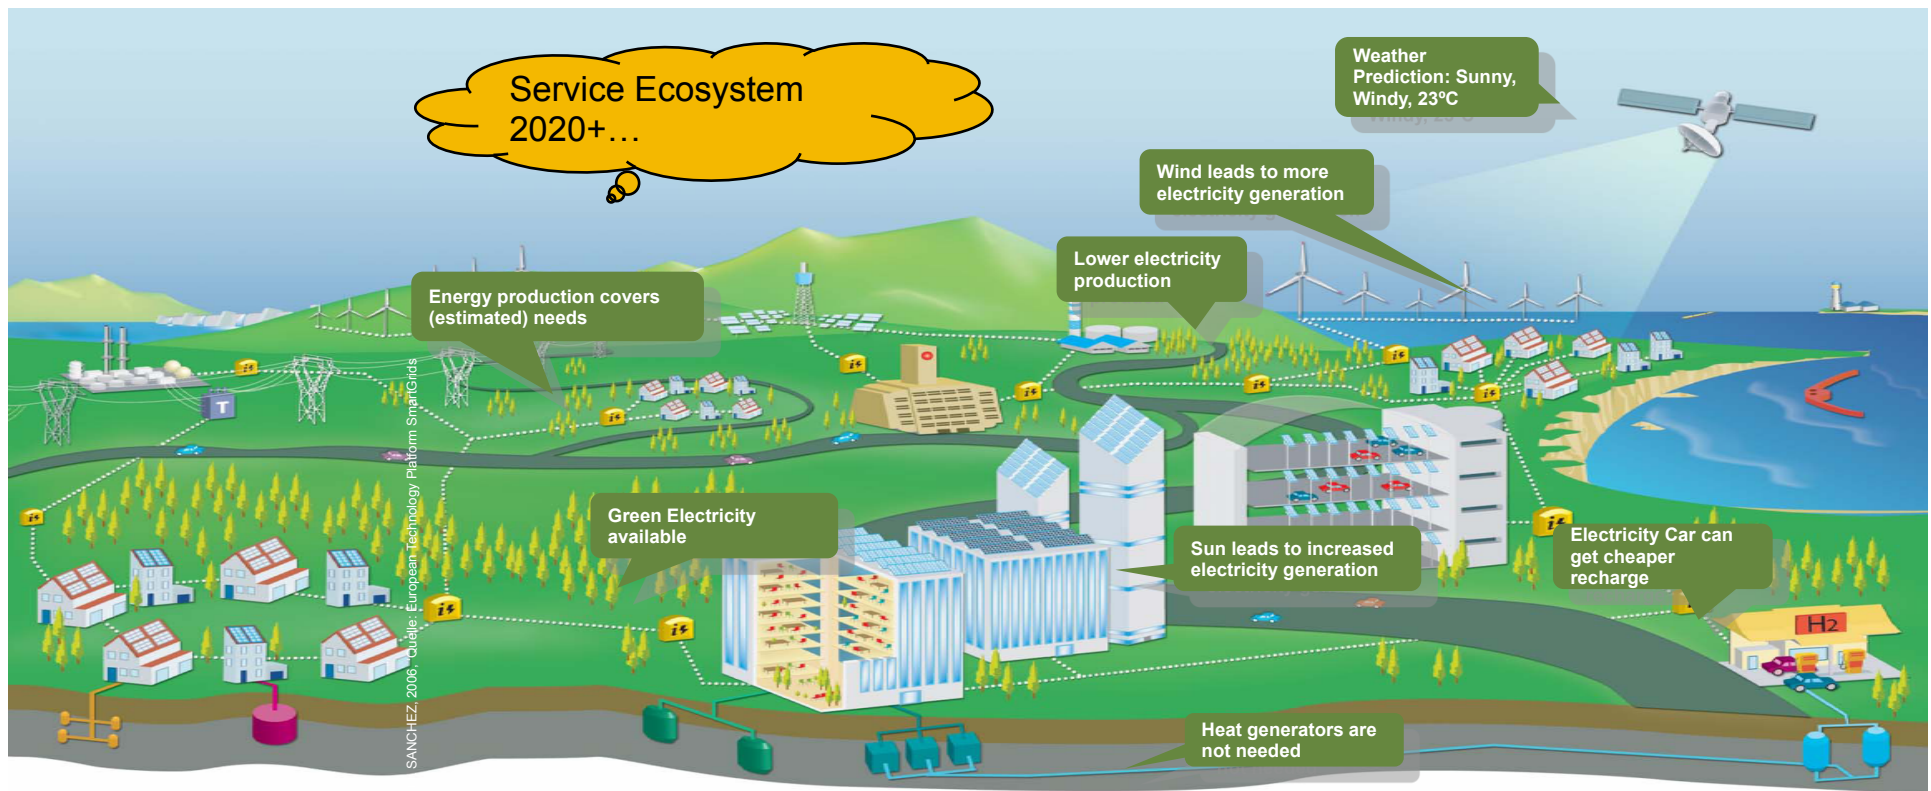 Service Ecosystem
2020+…
Weather
Prediction: Sunny,
Windy, 23ºC
Wind leads to more
electricity generation
Lower electricity
production
Energy production covers
(estimated) needs
T
Green Electricity
available
Sun leads to increased
electricity generation
Electricity Car can
get cheaper
recharge
H2
Heat generators are
not needed
SANCHEZ, 2006, Quelle: European Technology Platform SmartGrids